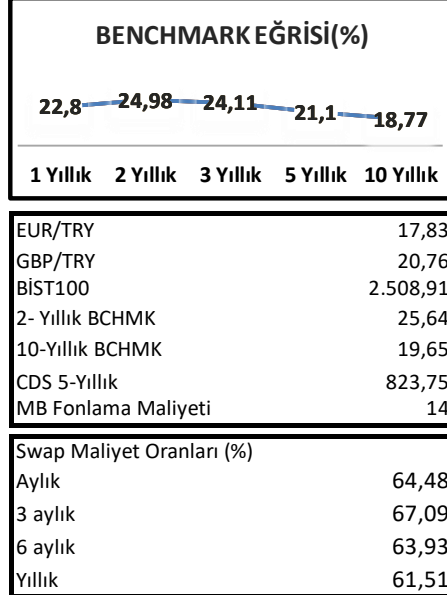 BENCHMARK EĞRİSİ(%)
22,8 24,98 24,11 21,1 18,77
1 Yıllık 2 Yıllık 3 Yıllık 5 Yıllık 10 Yıllık
EUR/TRY 17,83
GBP/TRY 20,76
BİST100 2.508,91
2- Yıllık BCHMK 25,64
10-Yıllık BCHMK 19,65
CDS 5-Yıllık 823,75
MB Fonlama Maliyeti 14
Swap Maliyet Oranları (%)
Aylık 64,48
3 aylık 67,09
6 aylık 63,93
Yıllık 61,51